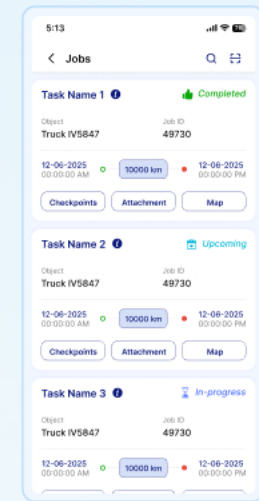 5:13
Jobs
Task Name 1 Completed
Object Job ID
Truck IV5847 49730
12-06-2025 10000 km 12-06-2025
00:00:00 AM 00:00:00 PM
Checkpoints Attachment Map
Task Name 2 Upcoming
Object Job ID
Truck IV5847 49730
12-06-2025 10000 km 12-06-2025
00:00:00 AM 00:00:00 PM
Checkpoints Attachment Map
Task Name 3 In-progress
Object Job ID
Truck IV5847 49730
12-06-2025 10000 km 12-06-2025
00:00:00 AM 00:00:00 PM